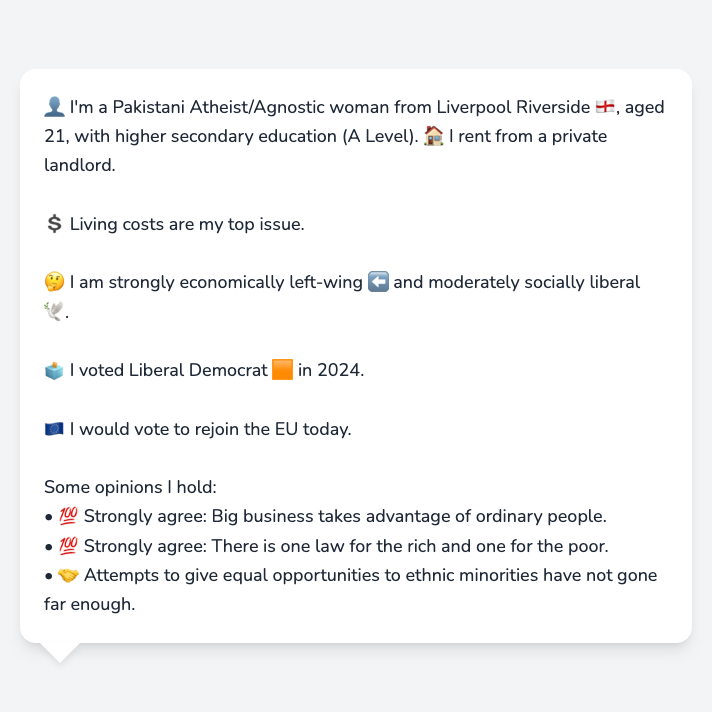 👤 I'm a Pakistani Atheist/Agnostic woman from Liverpool Riverside 🏴󠁧󠁢󠁥󠁮󠁧󠁿, aged
21, with higher secondary education (A Level). 🏠 I rent from a private
landlord.
💲 Living costs are my top issue.
🤔 I am strongly economically left-wing ⬅️ and moderately socially liberal
🕊️.
🗳️ I voted Liberal Democrat 🟧 in 2024.
🇪🇺 I would vote to rejoin the EU today.
Some opinions I hold:
• 💯 Strongly agree: Big business takes advantage of ordinary people.
• 💯 Strongly agree: There is one law for the rich and one for the poor.
• 🤝 Attempts to give equal opportunities to ethnic minorities have not gone
far enough.